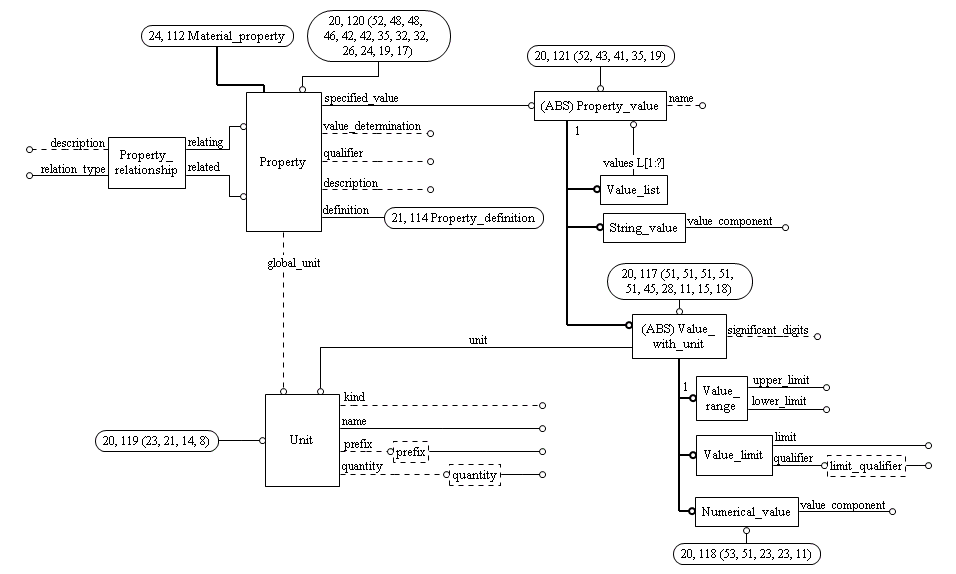 24, 112 Material_property
20, 120 (52, 48, 48,
46, 42, 42, 35, 32, 32,
26, 24, 19, 17)
20, 121 (52, 43, 41, 35, 19)
specified_value
(ABS) Property_value
name
1
value_determination
description
relating
Property_
relationship
Property
qualifier
relation_type
related
values L[1:?]
description
Value_list
definition
21, 114 Property_definition
String_value
value_component
global_unit
20, 117 (51, 51, 51, 51,
51, 45, 28, 11, 15, 18)
(ABS) Value_
with_unit
significant_digits
unit
1
Value_
range
upper_limit
lower_limit
kind
name
20, 119 (23, 21, 14, 8)
Unit
prefix
prefix
quantity
quantity
Value_limit
limit
qualifier
limit_qualifier
Numerical_value
value_component
20, 118 (53, 51, 23, 23, 11)